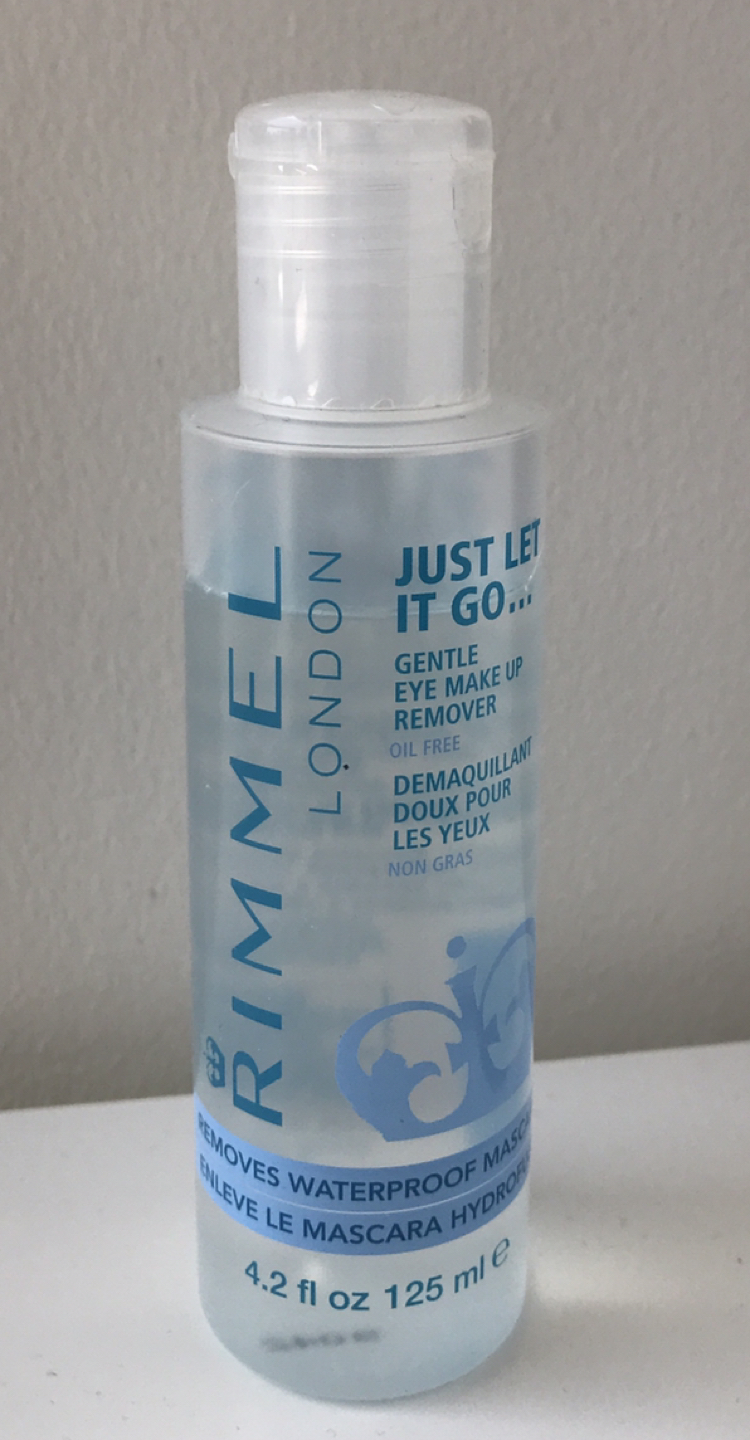 RIMMEL
LONDON
JUST LET
IT GO...
GENTLE
EYE MAKE UP
REMOVER
OIL FREE
DEMAQUILLANT
DOUX POUR
LES YEUX
NON GRAS
REMOVES WATERPROOF
ENLEVE LE MASCARA
4.2 fl oz 125 ml ℮